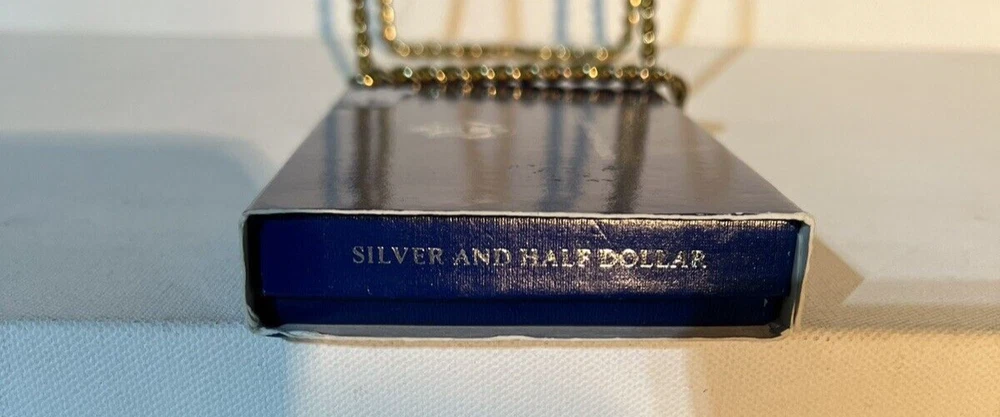 SILVER AND HALF DOLLAR